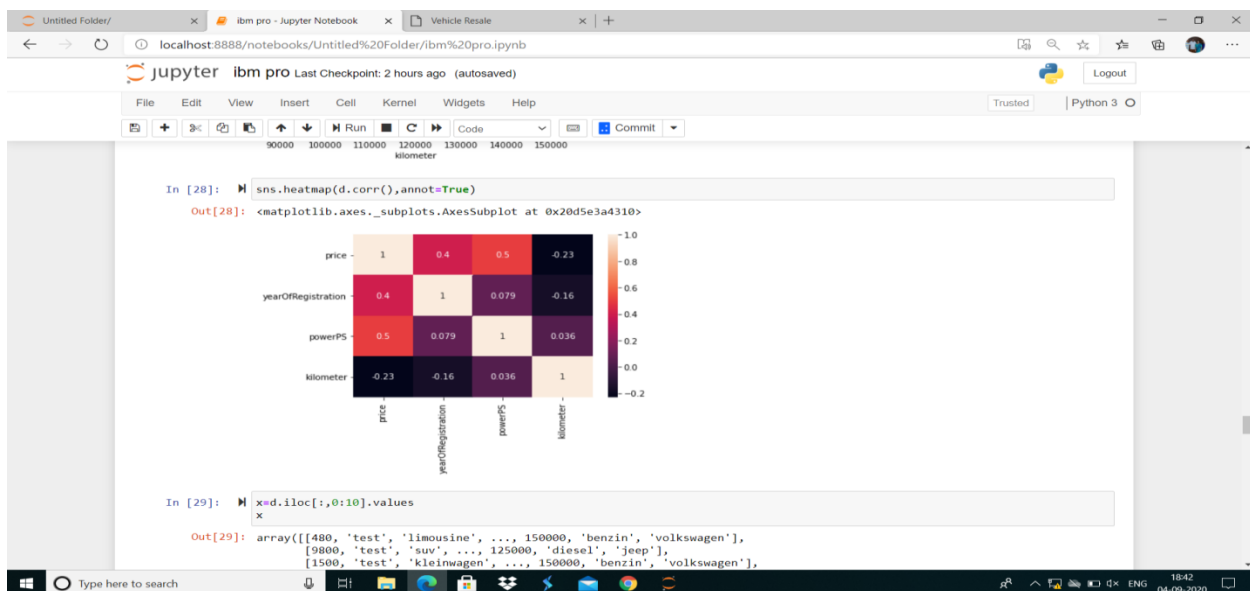 Untitled Folder/
ibm pro - Jupyter Notebook
Vehicle Resale
localhost:8888/notebooks/Untitled%20Folder/ibm%20pro.ipynb
jupyter ibm pro Last Checkpoint: 2 hours ago (autosaved)
Logout
File Edit View Insert Cell Kernel Widgets Help
Trusted
Python 3
Run
Code
Commit
90000 100000 110000 120000 130000 140000 150000
kilometer
In [28]: sns.heatmap(d.corr(),annot=True)
Out[28]: <matplotlib.axes._subplots.AxesSubplot at 0x20d5e3a4310>
price 1 0.4 0.5 -0.23
yearOfRegistration 0.4 1 0.079 -0.16
powerPS 0.5 0.079 1 0.036
kilometer -0.23 -0.16 0.036 1
price
yearOfRegistration
powerPS
kilometer
1.0
0.8
0.6
0.4
0.2
0.0
-0.2
In [29]: x=d.iloc[:,0:10].values
x
Out[29]: array([[480, 'test', 'limousine', ..., 150000, 'benzin', 'volkswagen'],
[9800, 'test', 'suv', ..., 125000, 'diesel', 'jeep'],
[1500, 'test', 'kleinwagen', ..., 150000, 'benzin', 'volkswagen'],
Type here to search
ENG
18:42
04-09-2020